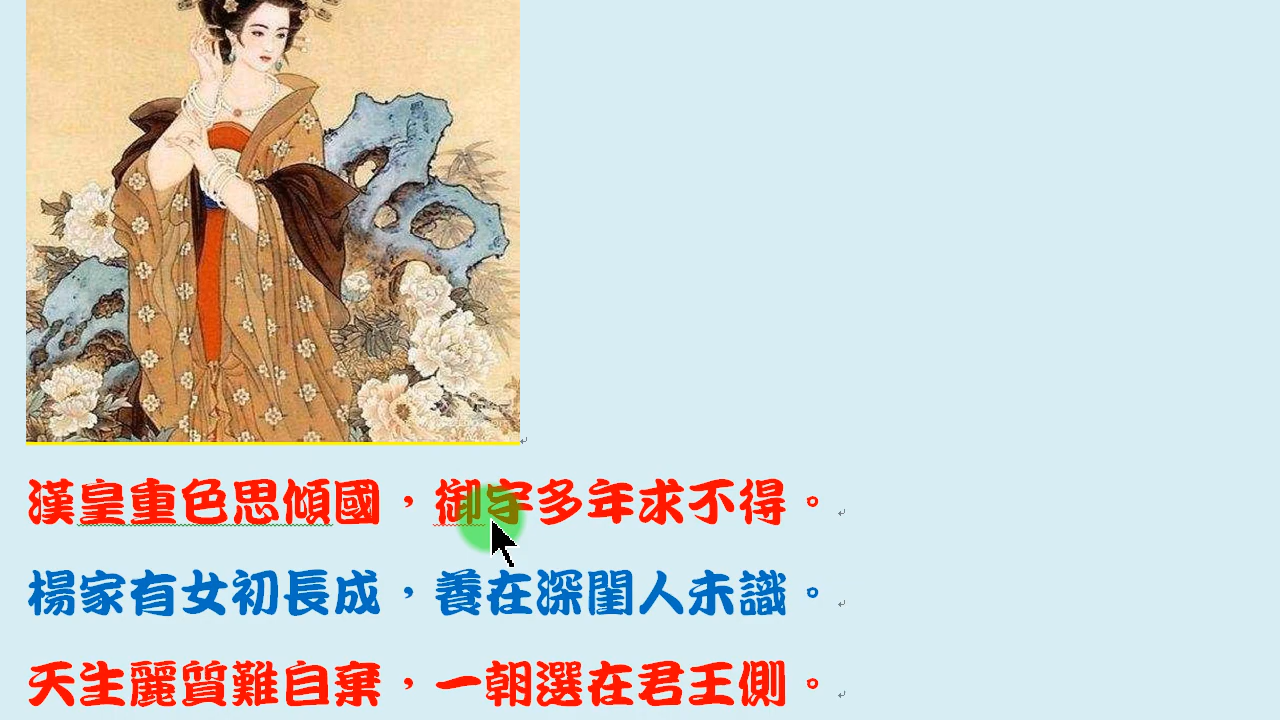 漢皇重色思傾國，御宇多年求不得。
楊家有女初長成，養在深閨人未識。
天生麗質難自棄，一朝選在君王側。